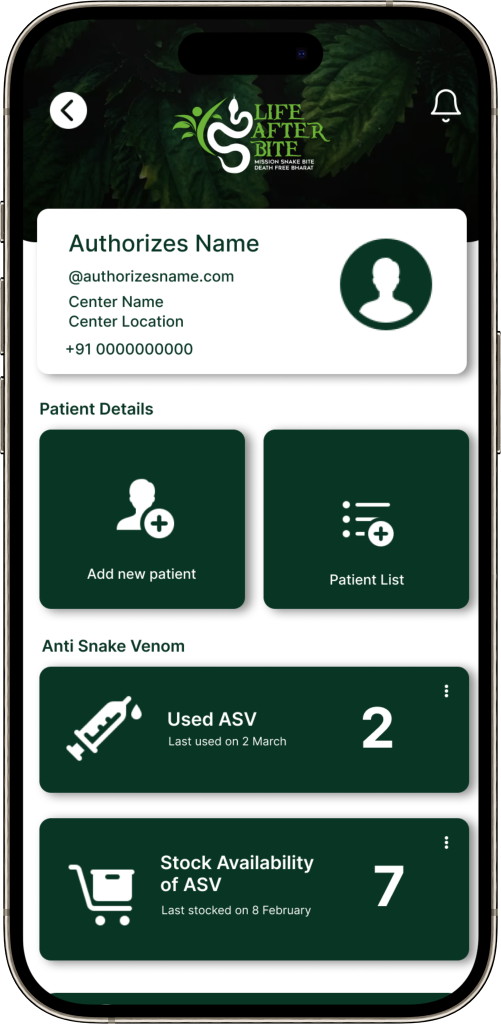 LIFE
AFTER
BITE
MISSION SNAKE BITE
DEATH FREE BHARAT
Authorizes Name
@authorizesname.com
Center Name
Center Location
+91 0000000000
Patient Details
Add new patient
Patient List
Anti Snake Venom
Used ASV
Last used on 2 March
2
Stock Availability
of ASV
Last stocked on 8 February
7